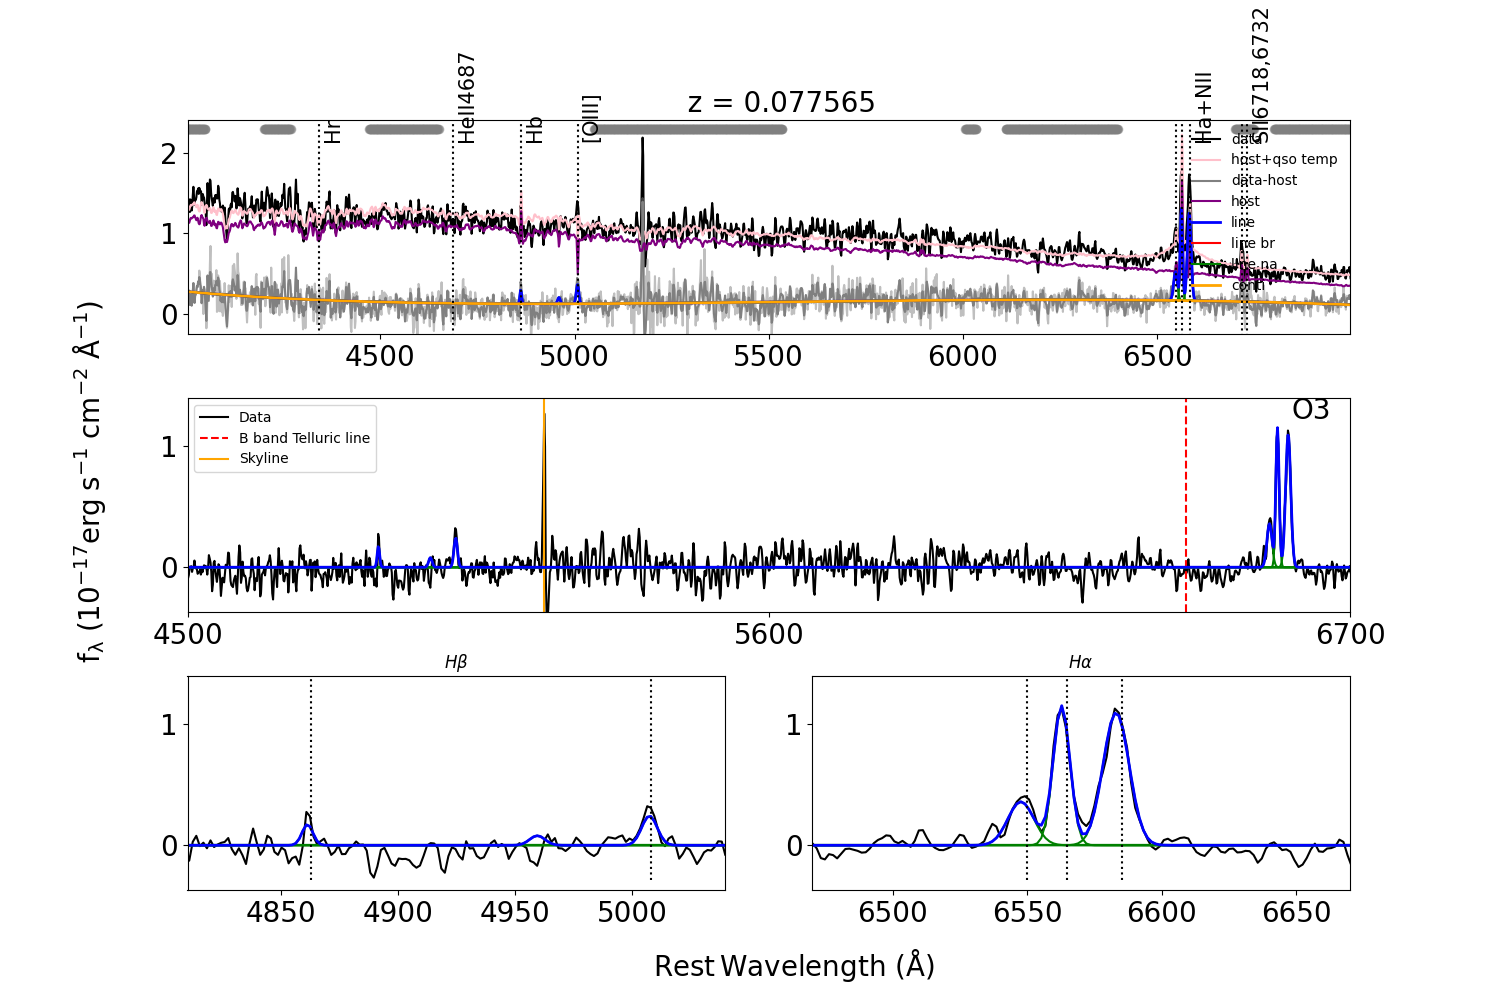 z = 0.077565
Hr
HeII4687
Hb
[OIII]
Ha+NII
SII6718,6732
data
host+qso temp
data-host
host
line
line br
line na
conti
2
1
0
4500
5000
5500
6000
6500
fλ (10−17erg s−1 cm−2 Å−1)
Data
B band Telluric line
Skyline
O3
1
0
4500
5600
6700
Hβ
1
0
4850
4900
4950
5000
Hα
1
0
6500
6550
6600
6650
Rest Wavelength (Å)